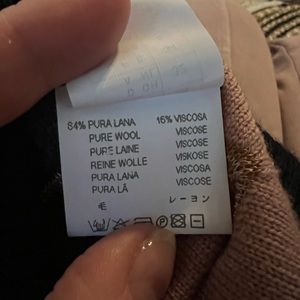 84% PURA LANA 16% VISCOSA
PURE WOOL VISCOSE
PURE LAINE VISCOSE
REINE WOLLE VISKOSE
PURA LANA VISCOSA
PURA LÃ VISCOSE
レーヨン